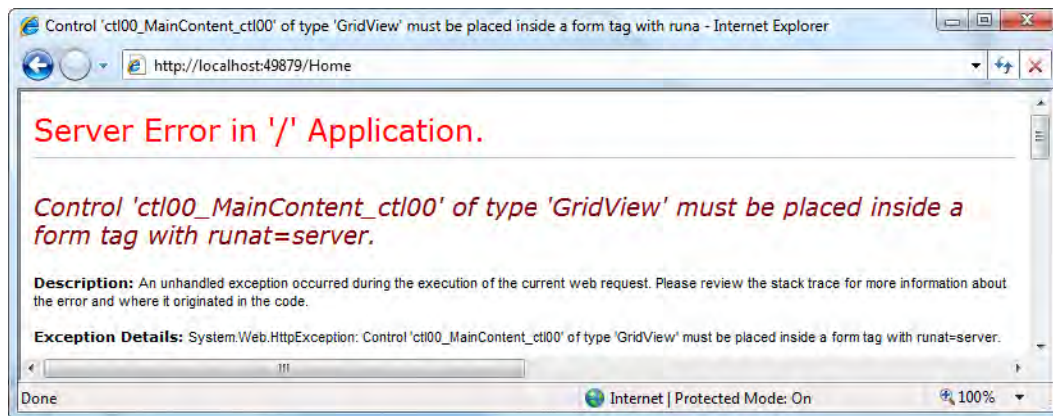 Control 'ctl00_MainContent_ctl00' of type 'GridView' must be placed inside a form tag with runa - Internet Explorer
http://localhost:49879/Home
Server Error in '/' Application.
Control 'ctl00_MainContent_ctl00' of type 'GridView' must be placed inside a
form tag with runat=server.
Description: An unhandled exception occurred during the execution of the current web request. Please review the stack trace for more information about
the error and where it originated in the code.
Exception Details: System.Web.HttpException: Control 'ctl00_MainContent_ctl00' of type 'GridView' must be placed inside a form tag with runat=server.
Done Internet | Protected Mode: On 100%